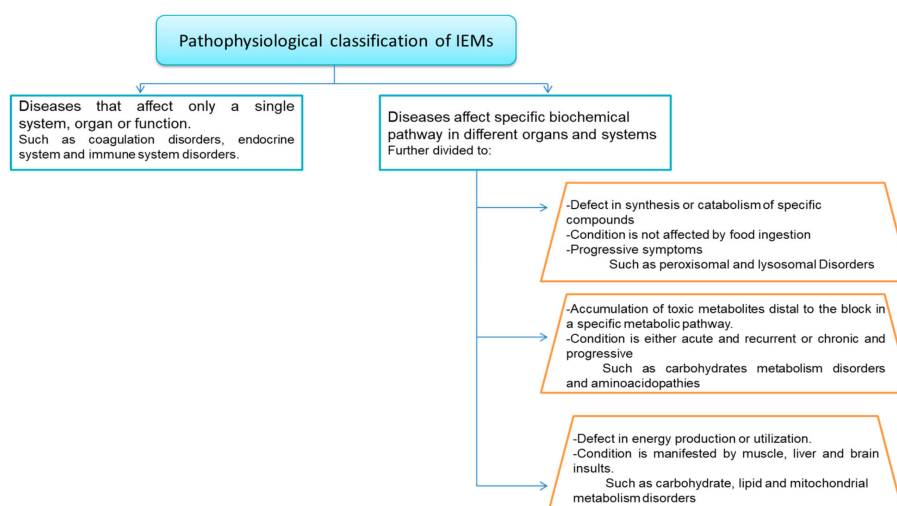 Pathophysiological classification of IEMs
Diseases that affect only a single
system, organ or function.
Such as coagulation disorders, endocrine
system and immune system disorders.
Diseases affect specific biochemical
pathway in different organs and systems
Further divided to:
-Defect in synthesis or catabolism of specific
compounds
-Condition is not affected by food ingestion
-Progressive symptoms
Such as peroxisomal and lysosomal Disorders
-Accumulation of toxic metabolites distal to the block in
a specific metabolic pathway.
-Condition is either acute and recurrent or chronic and
progressive
Such as carbohydrates metabolism disorders
and aminoacidopathies
-Defect in energy production or utilization.
-Condition is manifested by muscle, liver and brain
insults.
Such as carbohydrate, lipid and mitochondrial
metabolism disorders